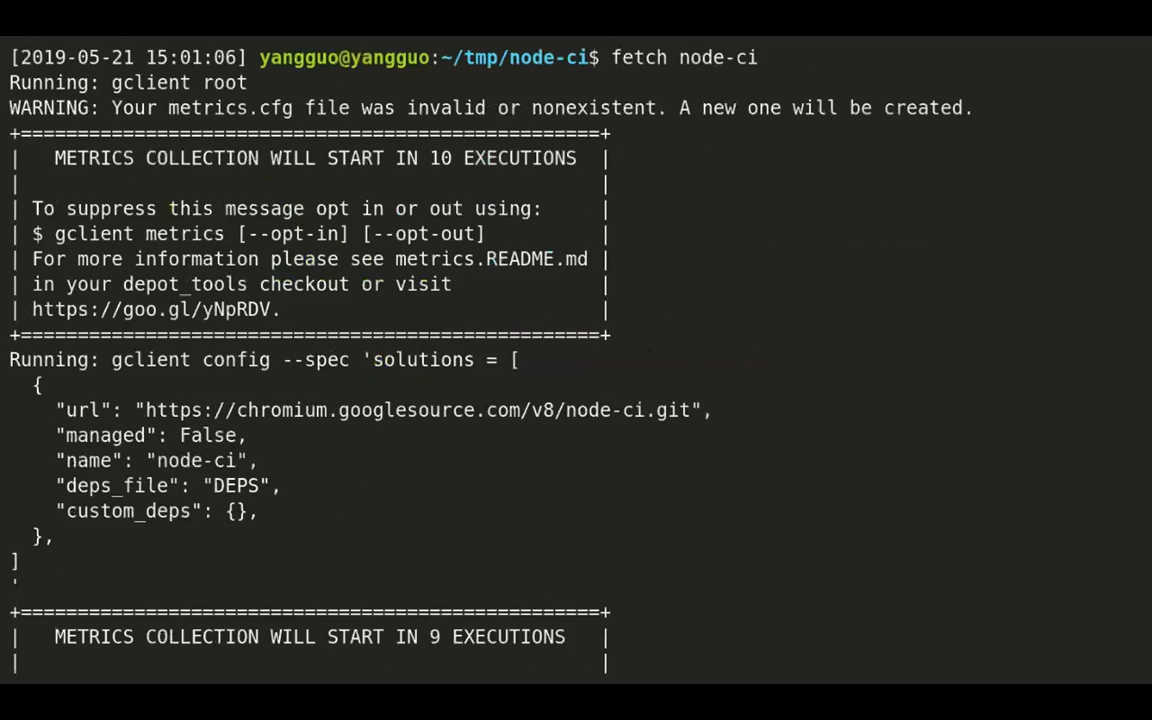 [2019-05-21 15:01:06] yangguo@yangguo:~/tmp/node-ci$ fetch node-ci
Running: gclient root
WARNING: Your metrics.cfg file was invalid or nonexistent. A new one will be created.
+====================================================+
|   METRICS COLLECTION WILL START IN 10 EXECUTIONS  |
|                                                    |
| To suppress this message opt in or out using:      |
| $ gclient metrics [--opt-in] [--opt-out]           |
| For more information please see metrics.README.md |
| in your depot_tools checkout or visit              |
| https://goo.gl/yNpRDV.                             |
+====================================================+
Running: gclient config --spec 'solutions = [
  {
    "url": "https://chromium.googlesource.com/v8/node-ci.git",
    "managed": False,
    "name": "node-ci",
    "deps_file": "DEPS",
    "custom_deps": {},
  },
]
'
+====================================================+
|   METRICS COLLECTION WILL START IN 9 EXECUTIONS   |
|                                                    |